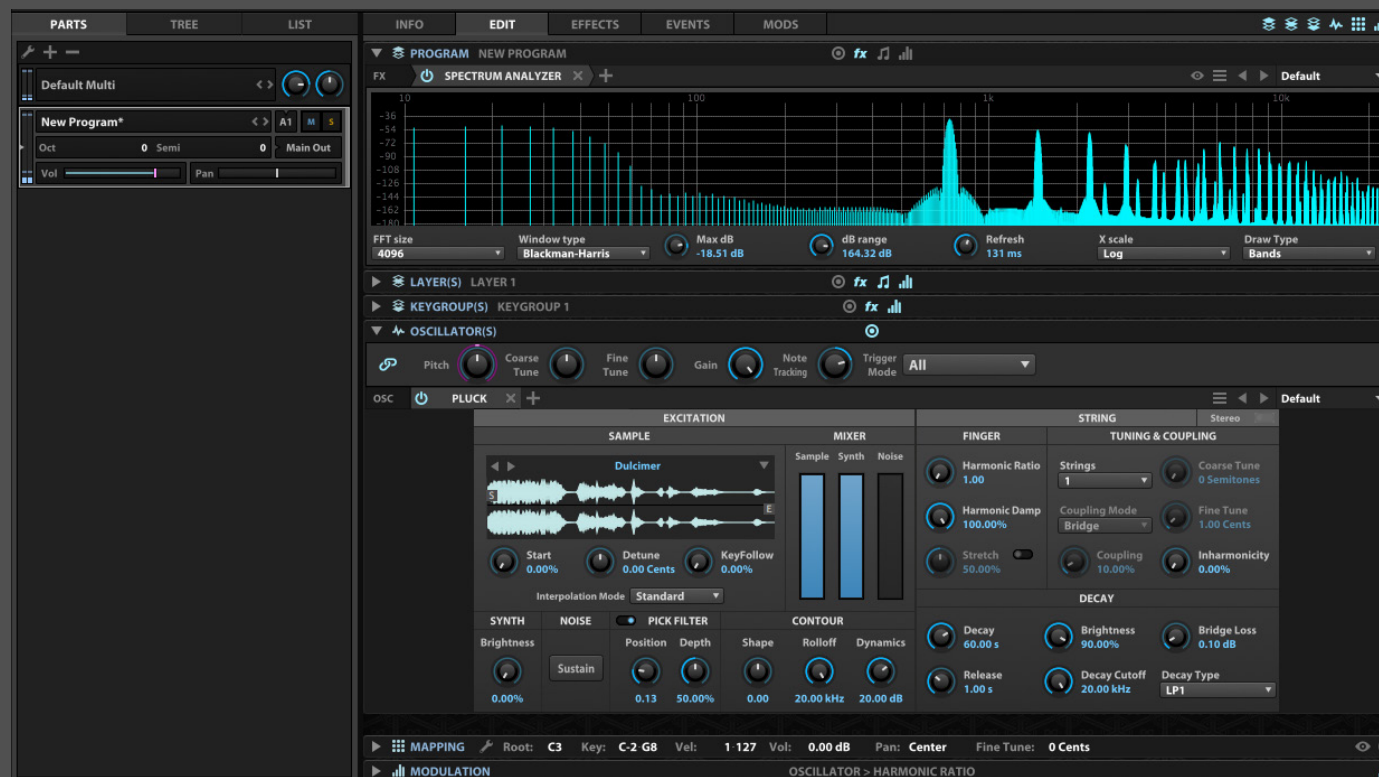 PARTS TREE LIST INFO EDIT EFFECTS EVENTS MODS
PROGRAM NEW PROGRAM fx
FX SPECTRUM ANALYZER Default
Default Multi
New Program* A1 M S
Oct 0 Semi 0 Main Out
Vol Pan
10 100 1k 10k
-36
-54
-72
-90
-108
-126
-144
-162
-180
FFT size Window type Max dB dB range Refresh X scale Draw Type
4096 Blackman-Harris -18.51 dB 164.32 dB 131 ms Log Bands
LAYER(S) LAYER 1 fx
KEYGROUP(S) KEYGROUP 1 fx
OSCILLATOR(S)
Pitch Coarse Tune Fine Tune Gain Note Tracking Trigger Mode All
OSC PLUCK Default
EXCITATION STRING Stereo
SAMPLE MIXER FINGER TUNING & COUPLING
Sample Synth Noise
Dulcimer
S
E
Harmonic Ratio Strings Coarse Tune
1.00 1 0 Semitones
Harmonic Damp Coupling Mode Fine Tune
100.00% Bridge 1.00 Cents
Start Detune KeyFollow Stretch Coupling Inharmonicity
0.00% 0.00 Cents 0.00% 50.00% 10.00% 0.00%
Interpolation Mode Standard
DECAY
SYNTH NOISE PICK FILTER CONTOUR
Brightness Position Depth Shape Rolloff Dynamics
Sustain
0.00% 0.13 50.00% 0.00 20.00 kHz 20.00 dB
Decay Brightness Bridge Loss
60.00 s 90.00% 0.10 dB
Release Decay Cutoff Decay Type
1.00 s 20.00 kHz LP1
MAPPING Root: C3 Key: C-2 G8 Vel: 1 127 Vol: 0.00 dB Pan: Center Fine Tune: 0 Cents
MODULATION OSCILLATOR > HARMONIC RATIO